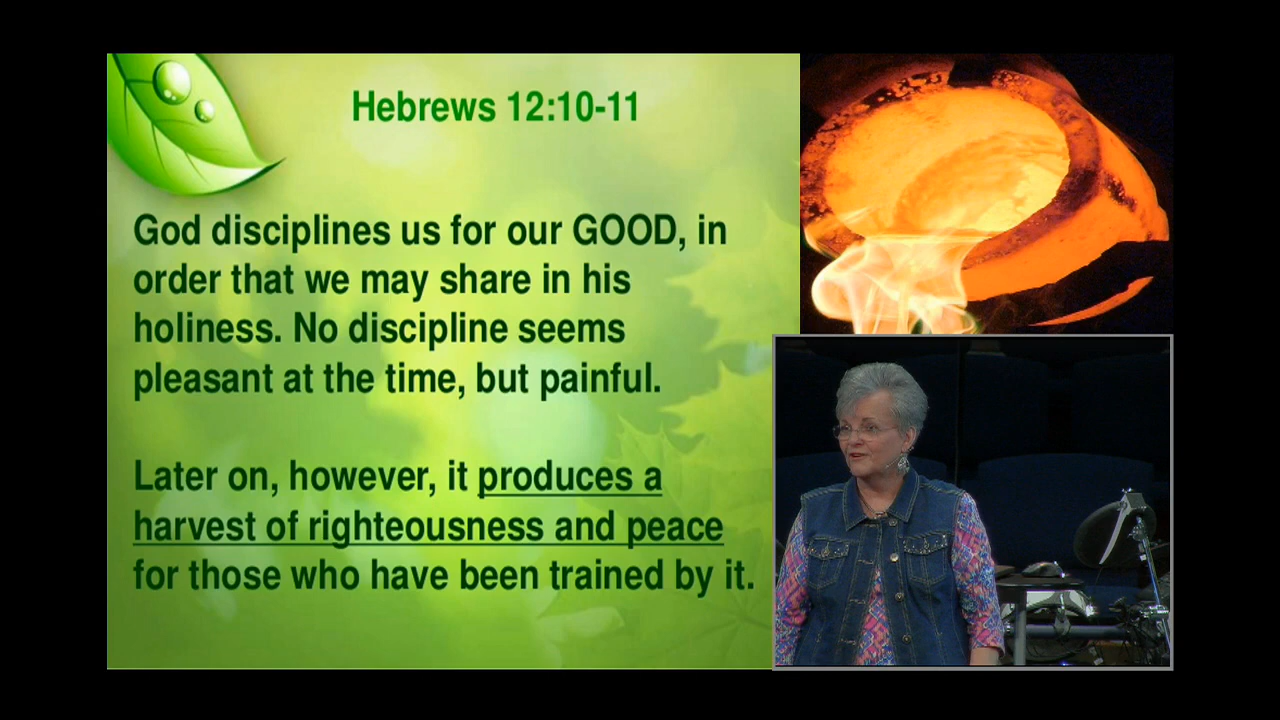 Hebrews 12:10-11
God disciplines us for our GOOD, in
order that we may share in his
holiness. No discipline seems
pleasant at the time, but painful.
Later on, however, it produces a
harvest of righteousness and peace
for those who have been trained by it.